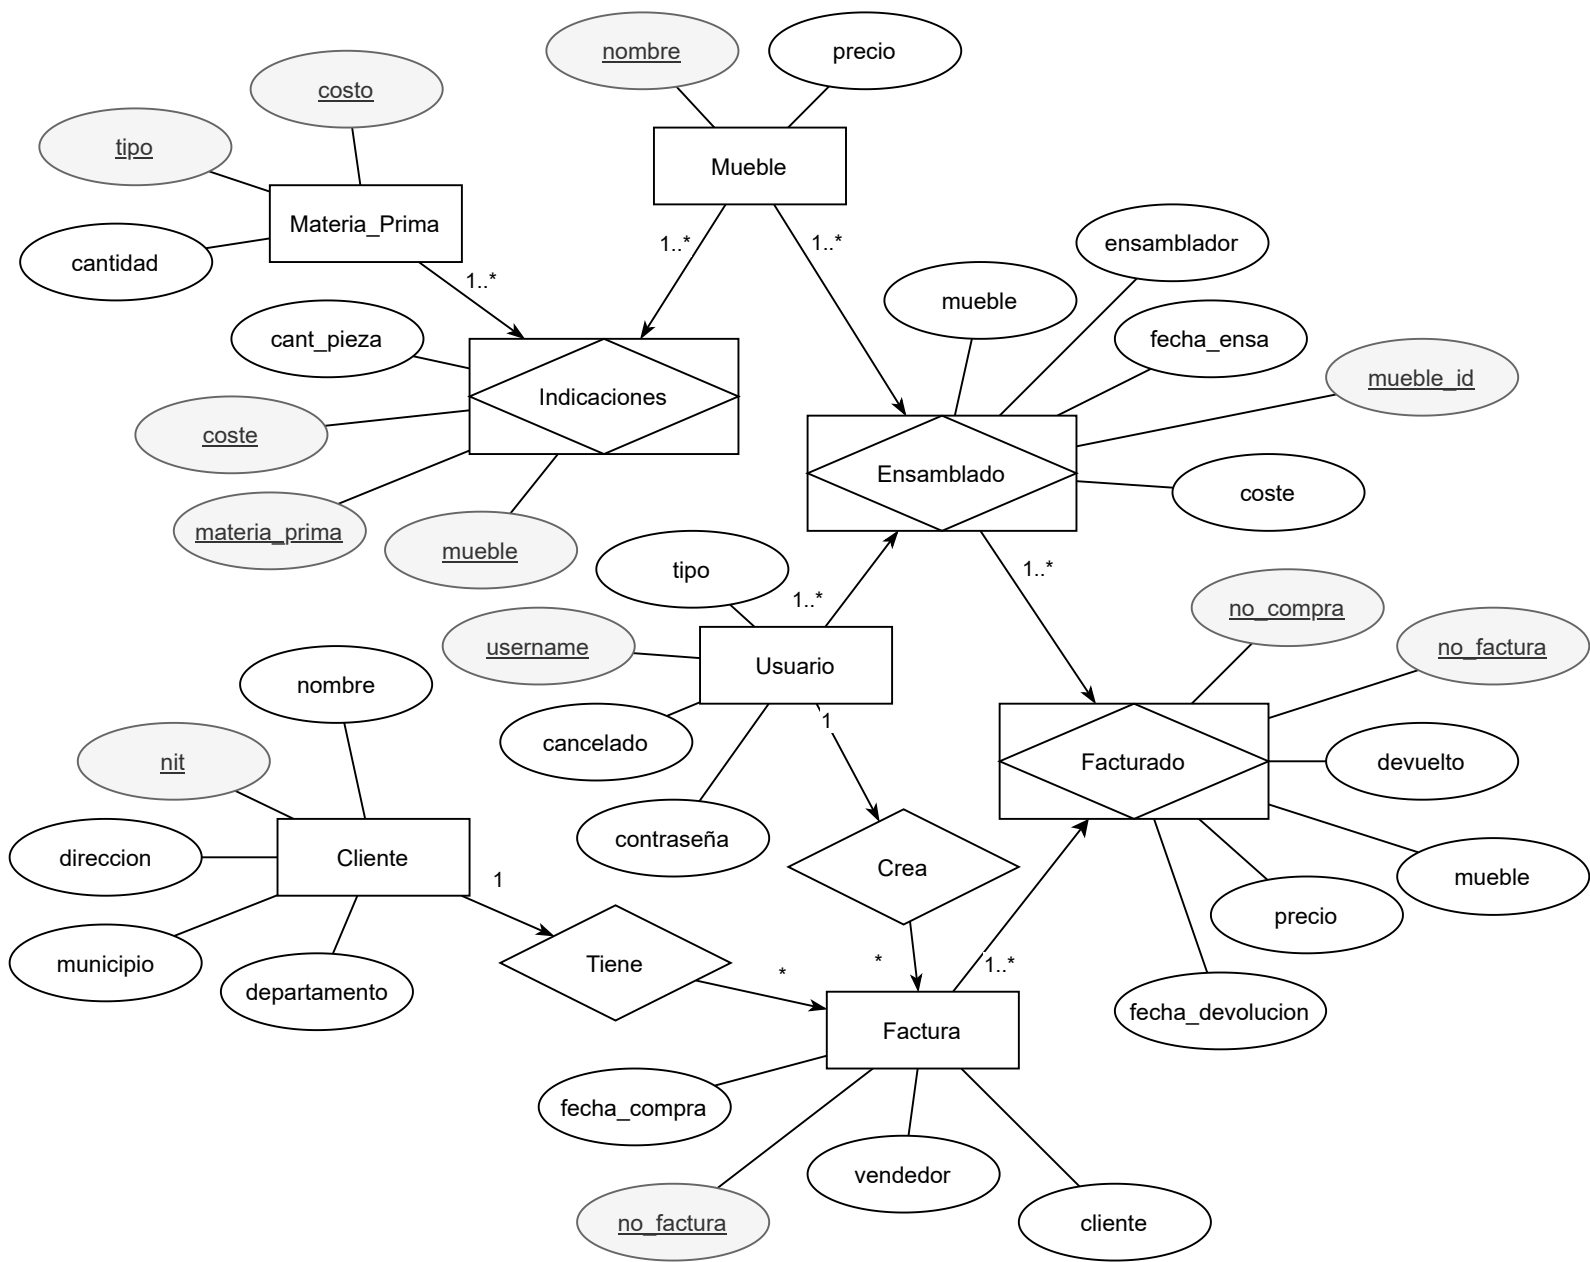 nombre
precio
costo
tipo
Mueble
Materia_Prima
cantidad
1..*
1..*
1..*
ensamblador
mueble
fecha_ensa
cant_pieza
mueble_id
Indicaciones
coste
Ensamblado
coste
materia_prima
mueble
tipo
1..*
1..*
no_compra
username
no_factura
Usuario
nombre
1
cancelado
nit
Facturado
devuelto
contraseña
direccion
Cliente
Crea
1
mueble
precio
municipio
Tiene
*
*
1..*
departamento
fecha_devolucion
Factura
fecha_compra
vendedor
no_factura
cliente